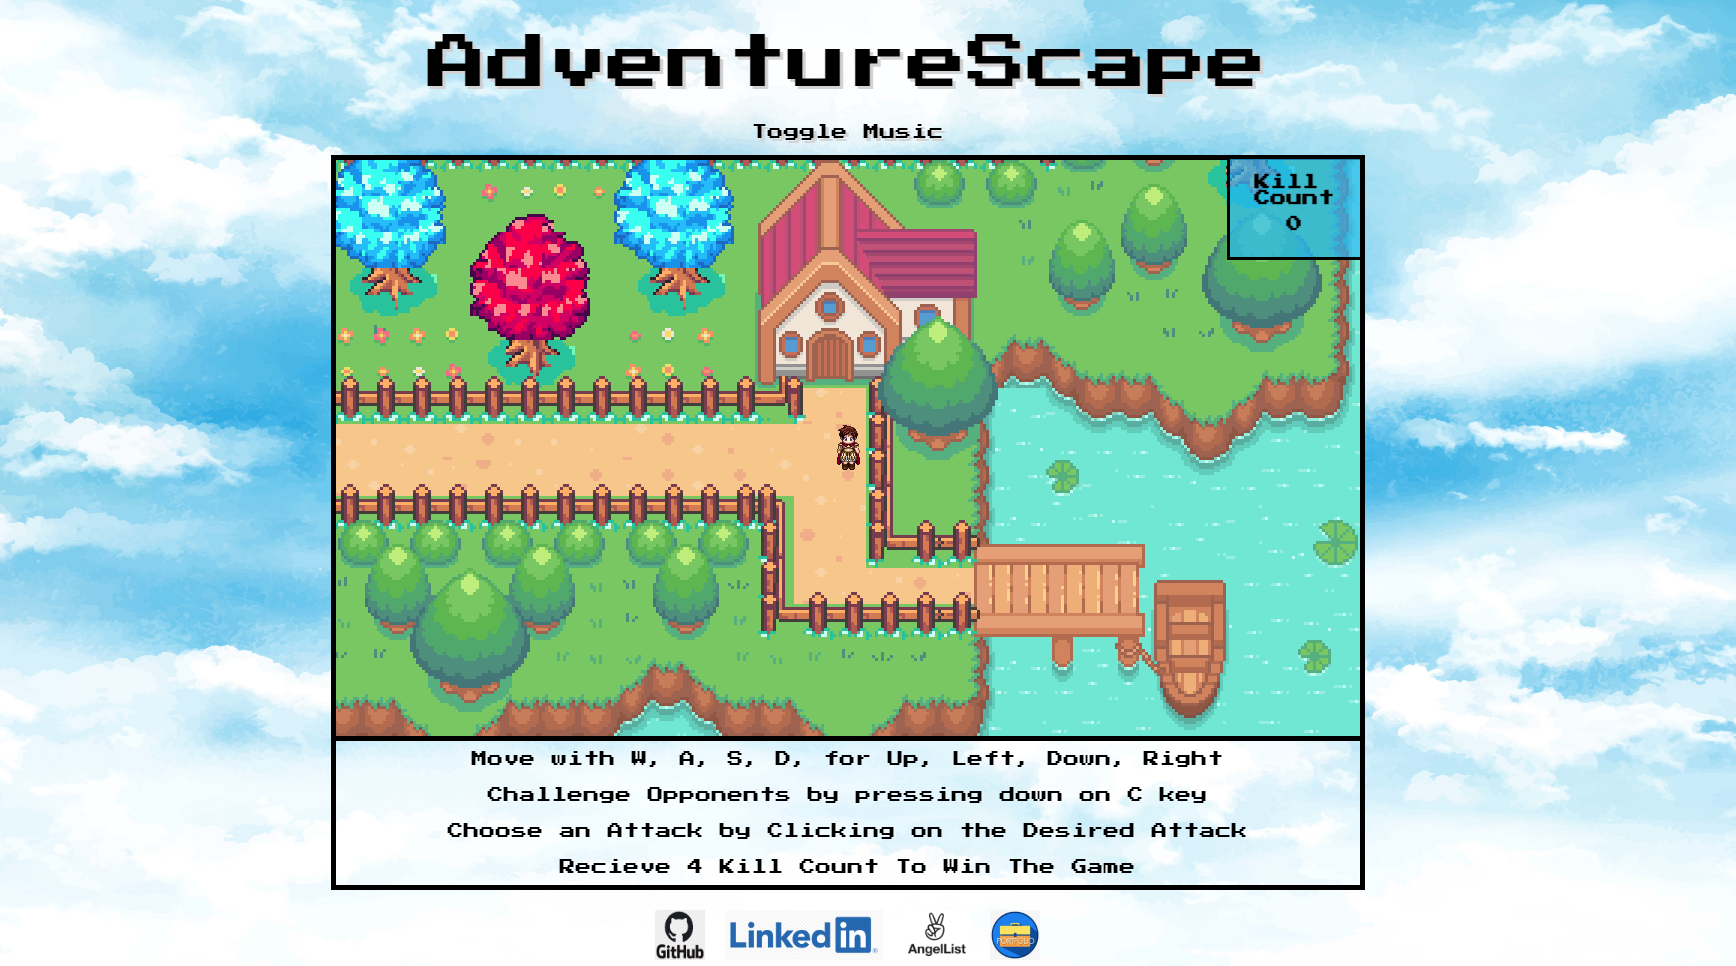 AdventureScape
Toggle Music
Kill
Count
0
Move with W, A, S, D, for Up, Left, Down, Right
Challenge Opponents by pressing down on C key
Choose an Attack by Clicking on the Desired Attack
Recieve 4 Kill Count To Win The Game
GitHub
LinkedIn
AngelList
PORTFOLIO